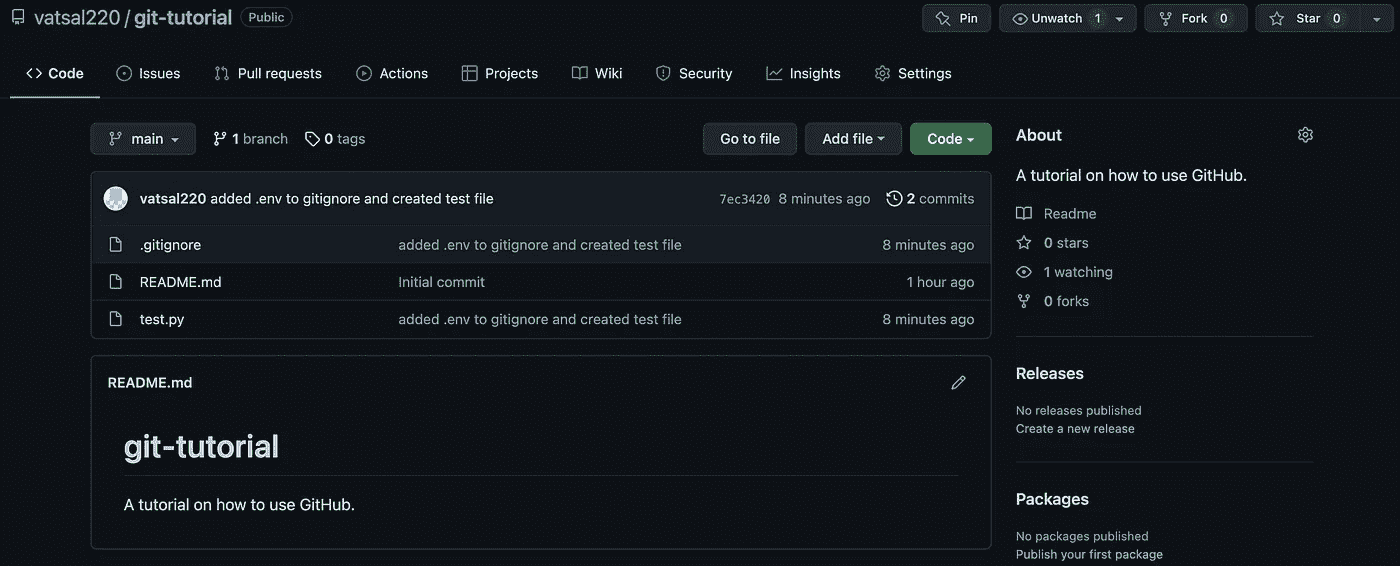 vatsal220 / git-tutorial Public
Pin Unwatch 1 Fork 0 Star 0
Code Issues Pull requests Actions Projects Wiki Security Insights Settings
main 1 branch 0 tags Go to file Add file Code
vatsal220 added .env to gitignore and created test file 7ec3420 8 minutes ago 2 commits
.gitignore added .env to gitignore and created test file 8 minutes ago
README.md Initial commit 1 hour ago
test.py added .env to gitignore and created test file 8 minutes ago
README.md
git-tutorial
A tutorial on how to use GitHub.
About
A tutorial on how to use GitHub.
Readme
0 stars
1 watching
0 forks
Releases
No releases published
Create a new release
Packages
No packages published
Publish your first package